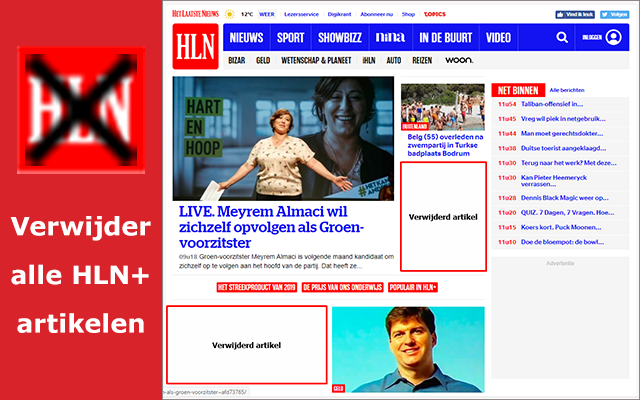 HLN
Verwijder
alle HLN+
artikelen
HET LAATSTE NIEUWS
12°C WEER Lezersservice Digikrant Abonneer nu Shop TOPICS
Vind ik leuk Volgen
HLN
NIEUWS SPORT SHOWBIZZ nina IN DE BUURT VIDEO
INLOGGEN
BIZAR GELD WETENSCHAP & PLANEET iHLN AUTO REIZEN WOON.
HART
EN
HOOP
LIVE. Meyrem Almaci wil
zichzelf opvolgen als Groen-
voorzitster
09u18 Groen-voorzitster Meyrem Almaci is volgende maand kandidaat om
zichzelf op te volgen aan het hoofd van de partij. Dat heeft ze...
BUITENLAND
Belg (55) overleden na
zwempartij in Turkse
badplaats Bodrum
Verwijderd artikel
NET BINNEN Alle berichten
11u54 Taliban-offensief in...
11u45 Vreg wil piek in netgebruik...
11u44 Man moet gerechtsdokter...
11u38 Duitse toerist aangeklaagd...
11u30 Terug naar het werk? Met deze...
11u30 Kan Pieter Heemeryck
verrassen...
11u28 Dennis Black Magic weer op...
11u20 QUIZ. 7 Dagen, 7 Vragen. Hoe...
11u15 Koers kort. Puck Moonen...
11u10 Doe de bloempot: de bowl...
Advertentie
HET STREEKPRODUCT VAN 2019 DE PRIJS VAN ONS ONDERWIJS POPULAIR IN HLN+
Verwijderd artikel
GELD
-als-groen-voorzitster~afd73765/